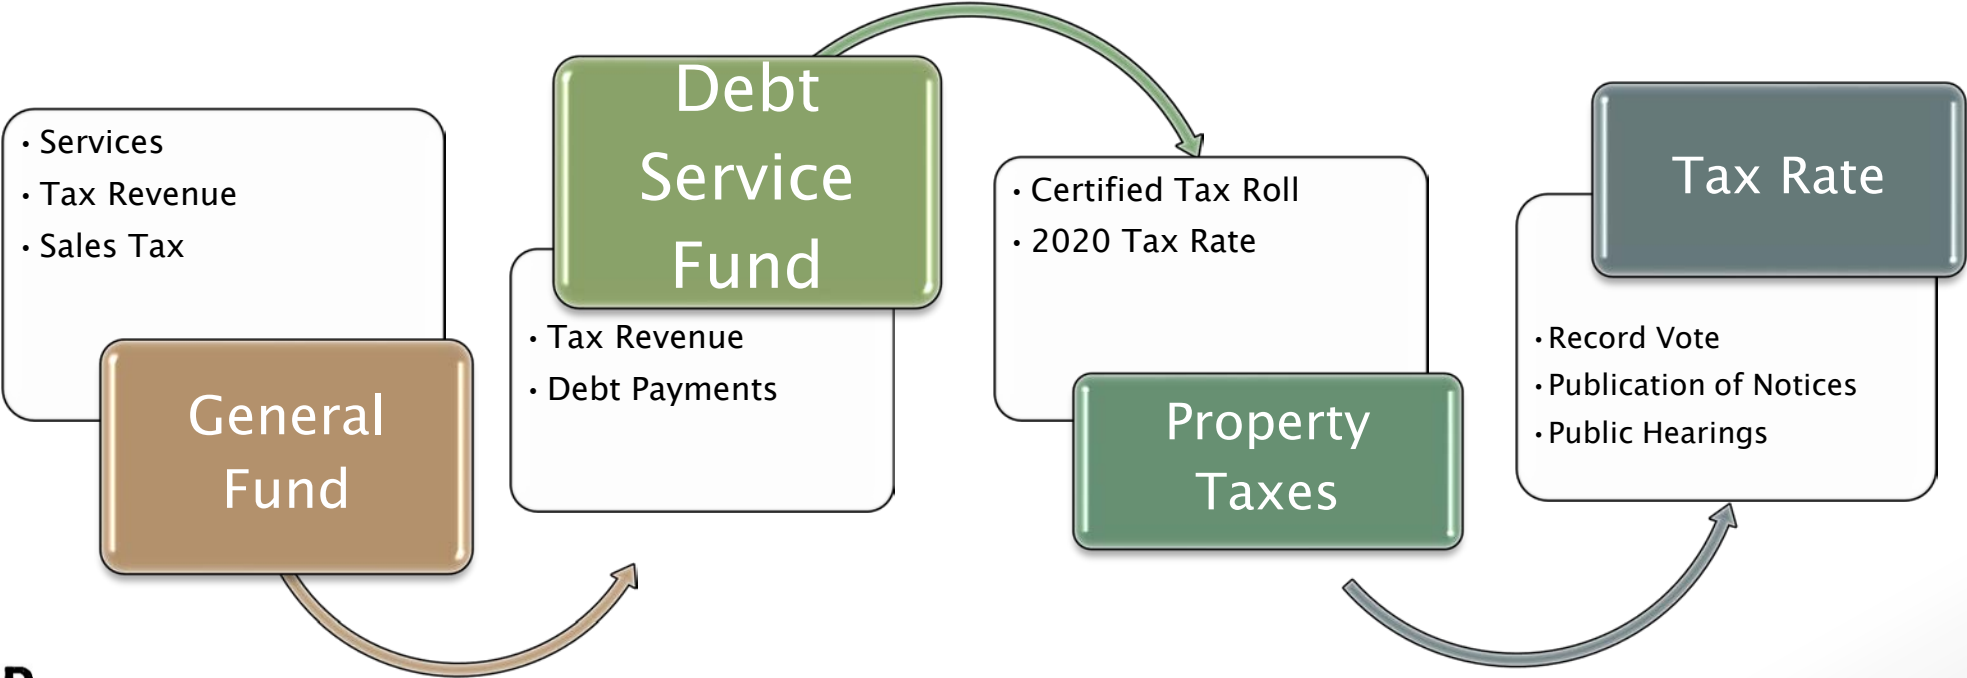 • Services
• Tax Revenue
• Sales Tax
General
Fund
Debt
Service
Fund
• Tax Revenue
• Debt Payments
• Certified Tax Roll
• 2020 Tax Rate
Property
Taxes
Tax Rate
• Record Vote
• Publication of Notices
• Public Hearings